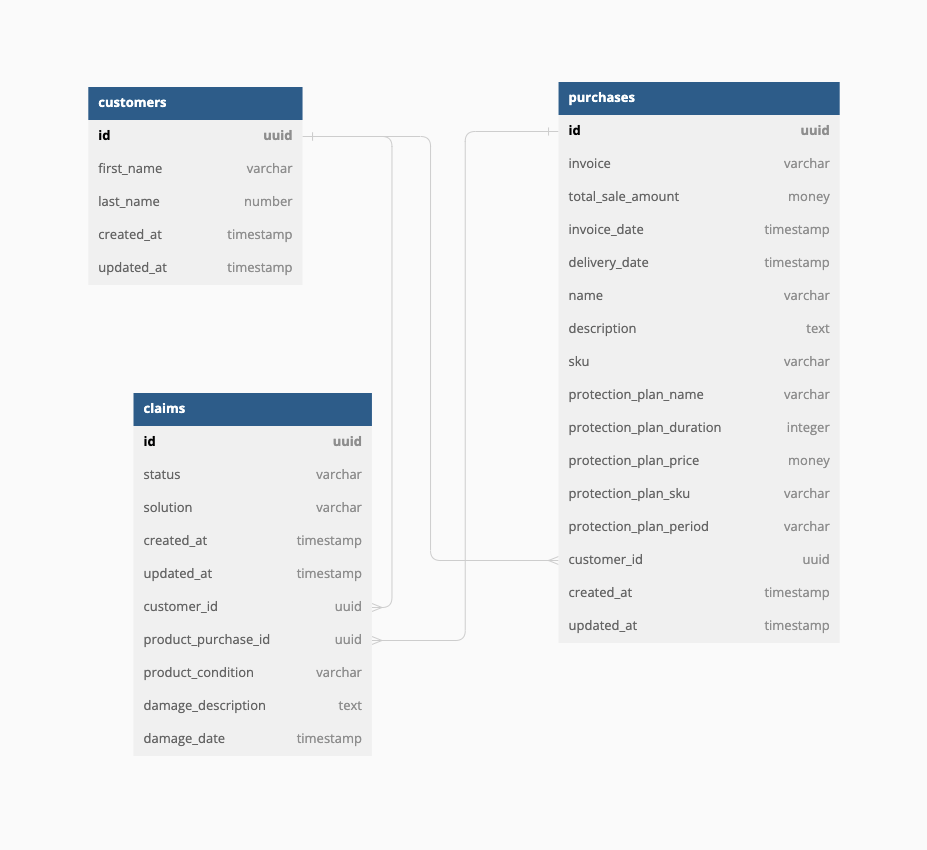 customers
id uuid
first_name varchar
last_name number
created_at timestamp
updated_at timestamp
purchases
id uuid
invoice varchar
total_sale_amount money
invoice_date timestamp
delivery_date timestamp
name varchar
description text
sku varchar
protection_plan_name varchar
protection_plan_duration integer
protection_plan_price money
protection_plan_sku varchar
protection_plan_period varchar
customer_id uuid
created_at timestamp
updated_at timestamp
claims
id uuid
status varchar
solution varchar
created_at timestamp
updated_at timestamp
customer_id uuid
product_purchase_id uuid
product_condition varchar
damage_description text
damage_date timestamp